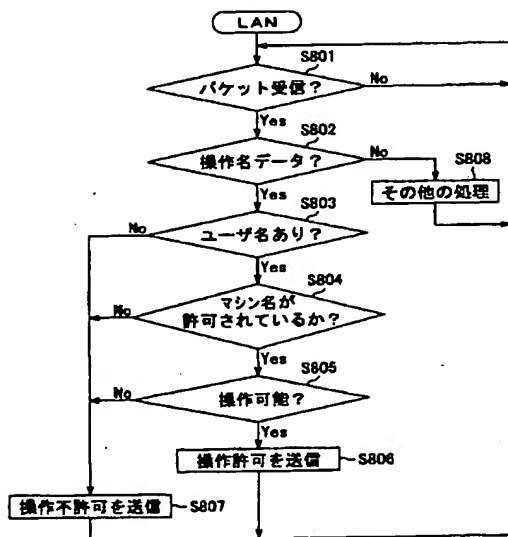 LAN
S801
パケット受信?
No
Yes
S802
操作名データ?
No
S808
その他の処理
Yes
S803
No
ユーザ名あり?
Yes
S804
マシン名が
許可されているか?
No
Yes
S805
No
操作可能?
Yes
操作許可を送信
S806
操作不許可を送信
S807